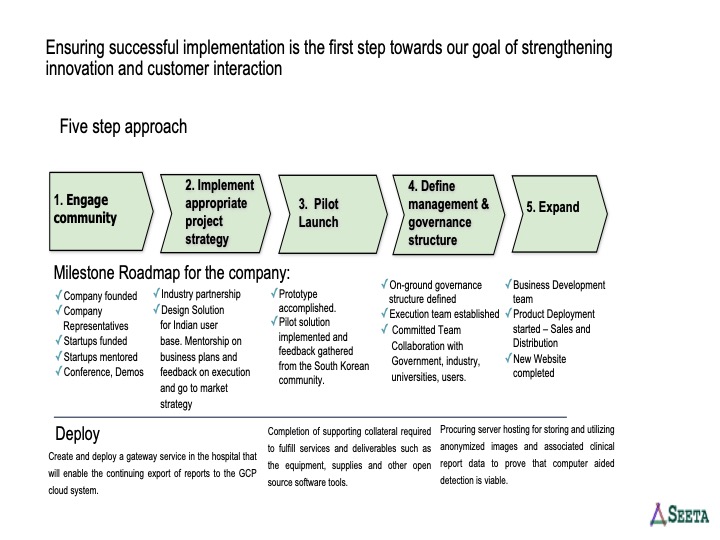 Ensuring successful implementation is the first step towards our goal of strengthening
innovation and customer interaction
Five step approach
1. Engage
community
2. Implement
appropriate
project
strategy
3. Pilot
Launch
4. Define
management &
governance
structure
5. Expand
Milestone Roadmap for the company:
✓Company founded
✓Company
Representatives
✓Startups funded
✓Startups mentored
✓Conference, Demos
✓Industry partnership
✓Design Solution
for Indian user
base. Mentorship on
business plans and
feedback on execution
and go to market
strategy
✓Prototype
accomplished.
✓Pilot solution
implemented and
feedback gathered
from the South Korean
community.
✓On-ground governance
structure defined
✓Execution team established
✓ Committed Team
Collaboration with
Government, industry,
universities, users.
✓Business Development
team
✓Product Deployment
started – Sales and
Distribution
✓New Website
completed
Deploy
Create and deploy a gateway service in the hospital that
will enable the continuing export of reports to the GCP
cloud system.
Completion of supporting collateral required
to fulfill services and deliverables such as
the equipment, supplies and other open
source software tools.
Procuring server hosting for storing and utilizing
anonymized images and associated clinical
report data to prove that computer aided
detection is viable.
SEETA